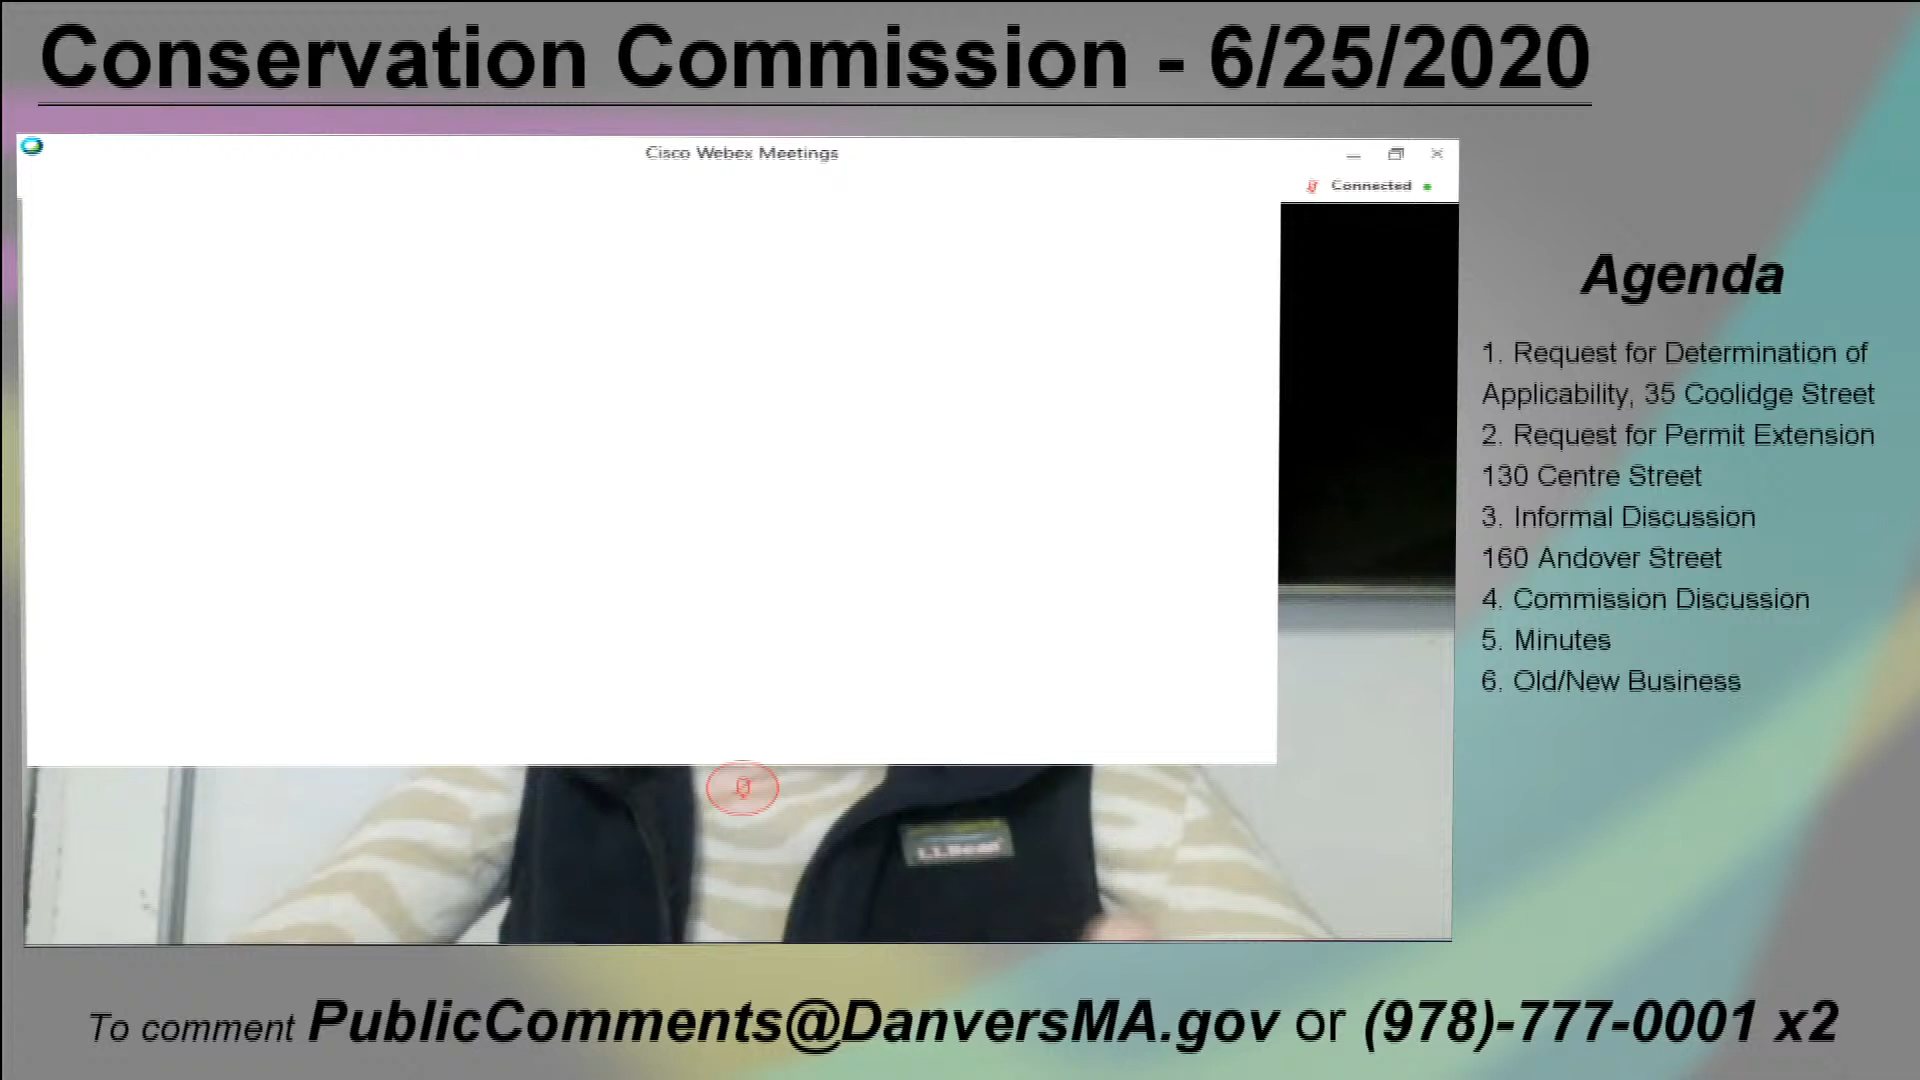 Conservation Commission - 6/25/2020
Cisco Webex Meetings
Connected
Agenda
1. Request for Determination of
Applicability, 35 Coolidge Street
2. Request for Permit Extension
130 Centre Street
3. Informal Discussion
160 Andover Street
4. Commission Discussion
5. Minutes
6. Old/New Business
L.L.Bean
To comment PublicComments@DanversMA.gov or (978)-777-0001 x2